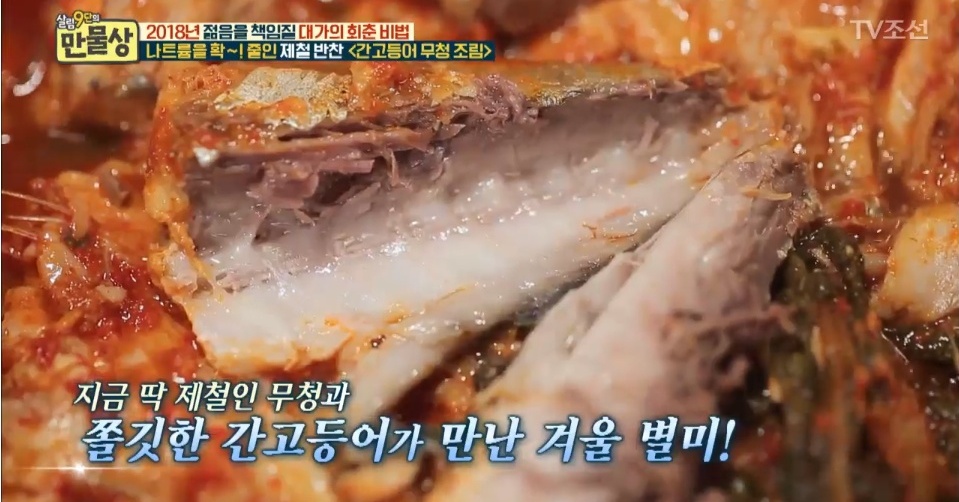 살림9단의
만물상
2018년 젊음을 책임질 대가의 회춘 비법
나트륨을 확~! 줄인 제철 반찬 <간고등어 무청 조림>
TV조선
지금 딱 제철인 무청과
쫄깃한 간고등어가 만난 겨울 별미!